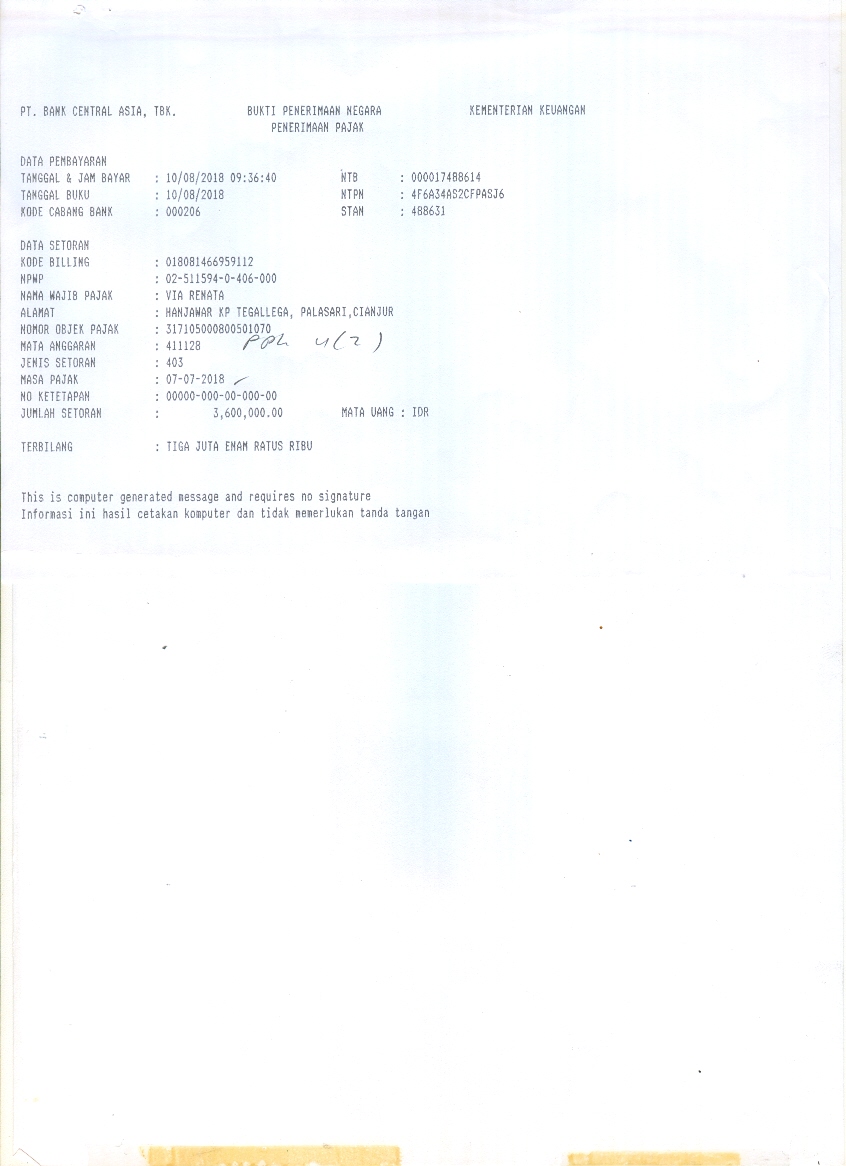 PT. BANK CENTRAL ASIA, TBK. BUKTI PENERIMAAN NEGARA KEMENTERIAN KEUANGAN
PENERIMAAN PAJAK
DATA PEMBAYARAN
TANGGAL & JAM BAYAR : 10/08/2018 09:36:40 NTB : 000017488614
TANGGAL BUKU : 10/08/2018 NTPN : 4F6A34AS2CFPASJ6
KODE CABANG BANK : 000206 STAN : 488631
DATA SETORAN
KODE BILLING : 018081466959112
NPWP : 02-511594-0-406-000
NAMA WAJIB PAJAK : VIA RENATA
ALAMAT : HANJAWAR KP TEGALLEGA, PALASARI,CIANJUR
NOMOR OBJEK PAJAK : 317105000800501070
MATA ANGGARAN : 411128 PPh 4(2)
JENIS SETORAN : 403
MASA PAJAK : 07-07-2018
NO KETETAPAN : 00000-000-00-000-00
JUMLAH SETORAN : 3,600,000.00 MATA UANG : IDR
TERBILANG : TIGA JUTA ENAM RATUS RIBU
This is computer generated message and requires no signature
Informasi ini hasil cetakan komputer dan tidak memerlukan tanda tangan